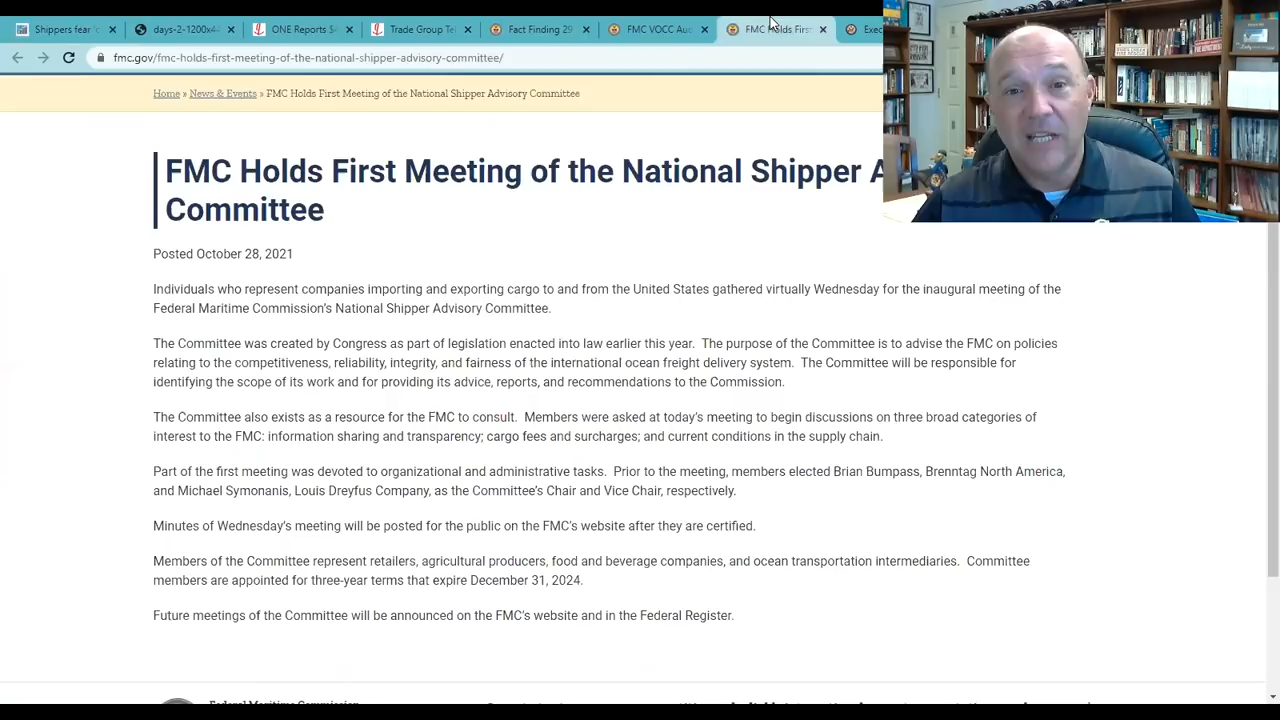 Shippers fear
days-2-1200x4
ONE Reports $
Trade Group Te
Fact Finding 29
FMC VOCC Aud
FMC Holds Firs
Exec
fmc.gov/fmc-holds-first-meeting-of-the-national-shipper-advisory-committee/
Home » News & Events » FMC Holds First Meeting of the National Shipper Advisory Committee
FMC Holds First Meeting of the National Shipper A
Committee
Posted October 28, 2021
Individuals who represent companies importing and exporting cargo to and from the United States gathered virtually Wednesday for the inaugural meeting of the
Federal Maritime Commission's National Shipper Advisory Committee.
The Committee was created by Congress as part of legislation enacted into law earlier this year. The purpose of the Committee is to advise the FMC on policies
relating to the competitiveness, reliability, integrity, and fairness of the international ocean freight delivery system. The Committee will be responsible for
identifying the scope of its work and for providing its advice, reports, and recommendations to the Commission.
The Committee also exists as a resource for the FMC to consult. Members were asked at today's meeting to begin discussions on three broad categories of
interest to the FMC: information sharing and transparency; cargo fees and surcharges; and current conditions in the supply chain.
Part of the first meeting was devoted to organizational and administrative tasks. Prior to the meeting, members elected Brian Bumpass, Brenntag North America,
and Michael Symonanis, Louis Dreyfus Company, as the Committee's Chair and Vice Chair, respectively.
Minutes of Wednesday's meeting will be posted for the public on the FMC's website after they are certified.
Members of the Committee represent retailers, agricultural producers, food and beverage companies, and ocean transportation intermediaries. Committee
members are appointed for three-year terms that expire December 31, 2024.
Future meetings of the Committee will be announced on the FMC's website and in the Federal Register.
Federal Maritime Commission